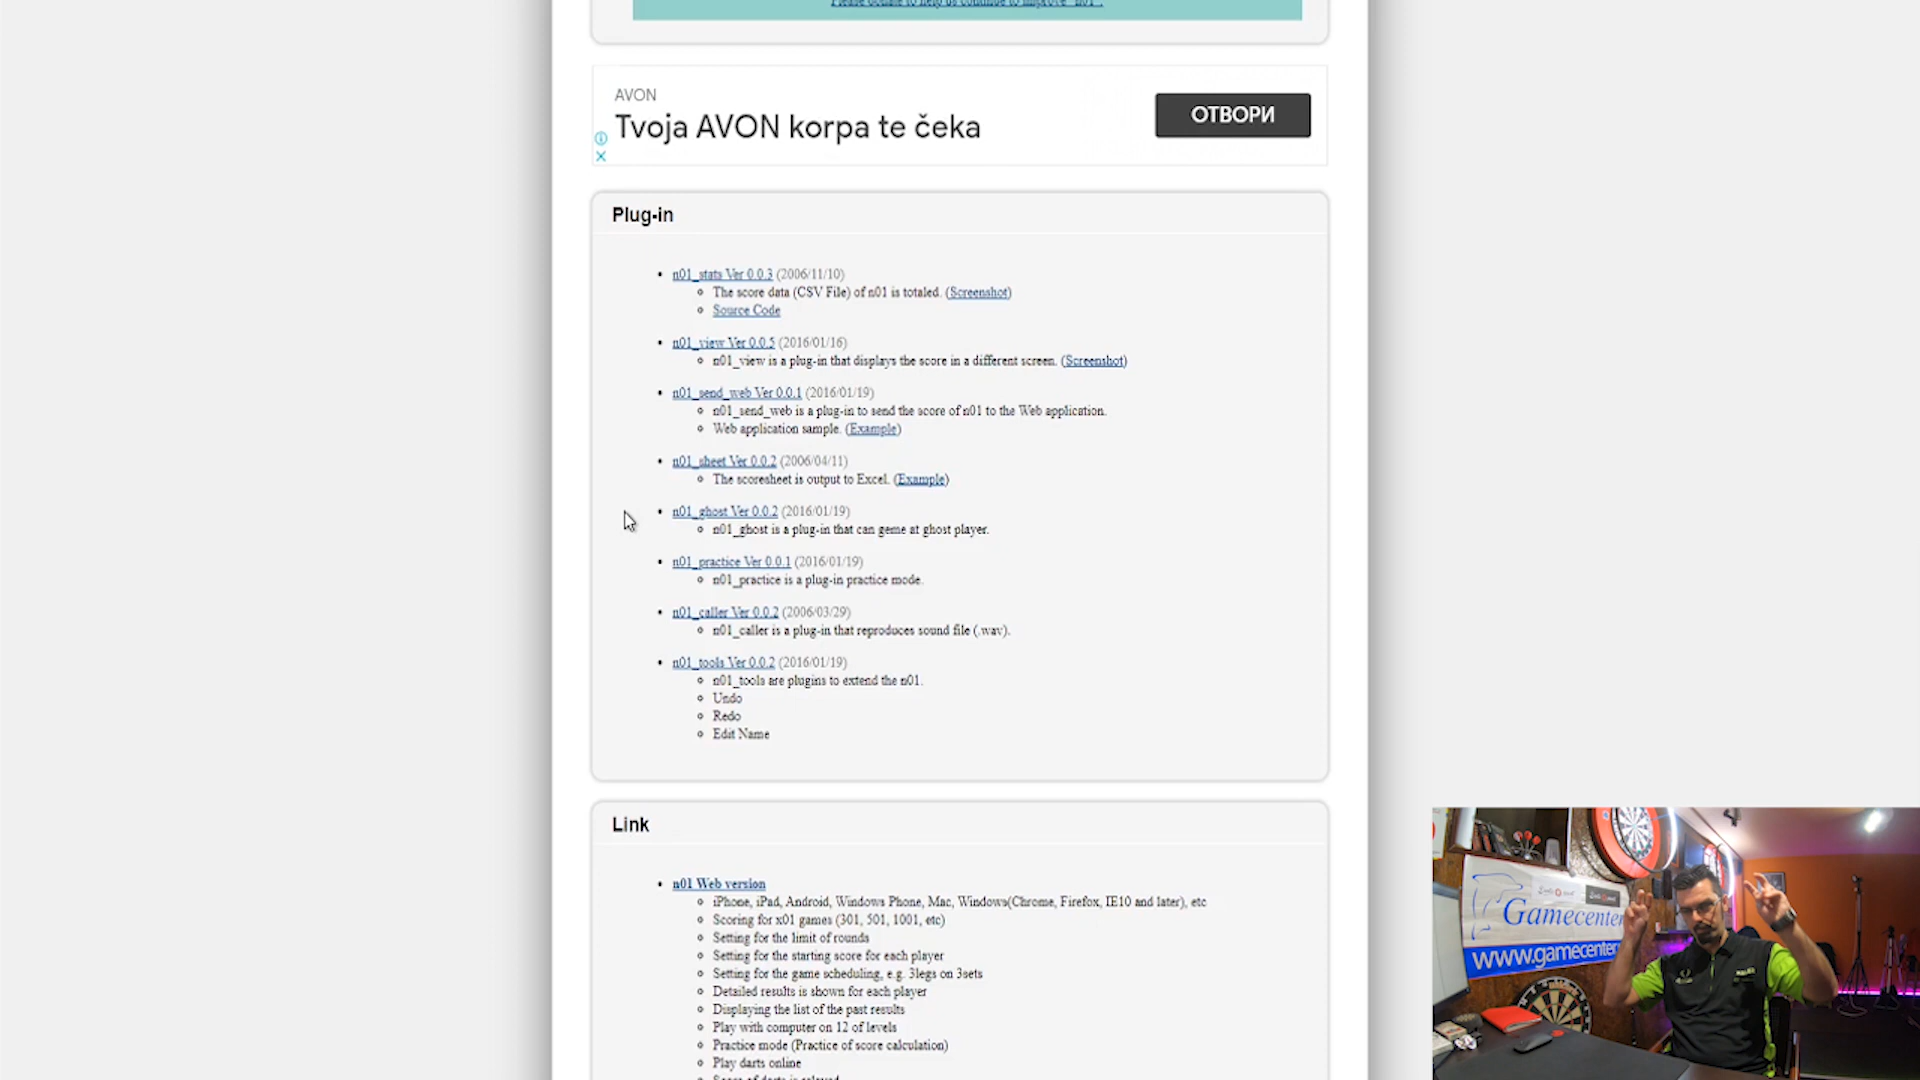 Please donate to help us continue to improve "n01".
AVON
Tvoja AVON korpa te čeka
ОТВОРИ
Plug-in
n01_stats Ver 0.0.3 (2006/11/10)
The score data (CSV File) of n01 is totaled. (Screenshot)
Source Code
n01_view Ver 0.0.5 (2016/01/16)
n01_view is a plug-in that displays the score in a different screen. (Screenshot)
n01_send_web Ver 0.0.1 (2016/01/19)
n01_send_web is a plug-in to send the score of n01 to the Web application.
Web application sample. (Example)
n01_sheet Ver 0.0.2 (2006/04/11)
The scoresheet is output to Excel. (Example)
n01_ghost Ver 0.0.2 (2016/01/19)
n01_ghost is a plug-in that can geme at ghost player.
n01_practice Ver 0.0.1 (2016/01/19)
n01_practice is a plug-in practice mode.
n01_caller Ver 0.0.2 (2006/03/29)
n01_caller is a plug-in that reproduces sound file (.wav).
n01_tools Ver 0.0.2 (2016/01/19)
n01_tools are plugins to extend the n01.
Undo
Redo
Edit Name
Link
n01 Web version
iPhone, iPad, Android, Windows Phone, Mac, Windows(Chrome, Firefox, IE10 and later), etc
Scoring for x01 games (301, 501, 1001, etc)
Setting for the limit of rounds
Setting for the starting score for each player
Setting for the game scheduling, e.g. 3legs on 3sets
Detailed results is shown for each player
Displaying the list of the past results
Play with computer on 12 of levels
Practice mode (Practice of score calculation)
Play darts online
Gamecenter
www.gamecenter